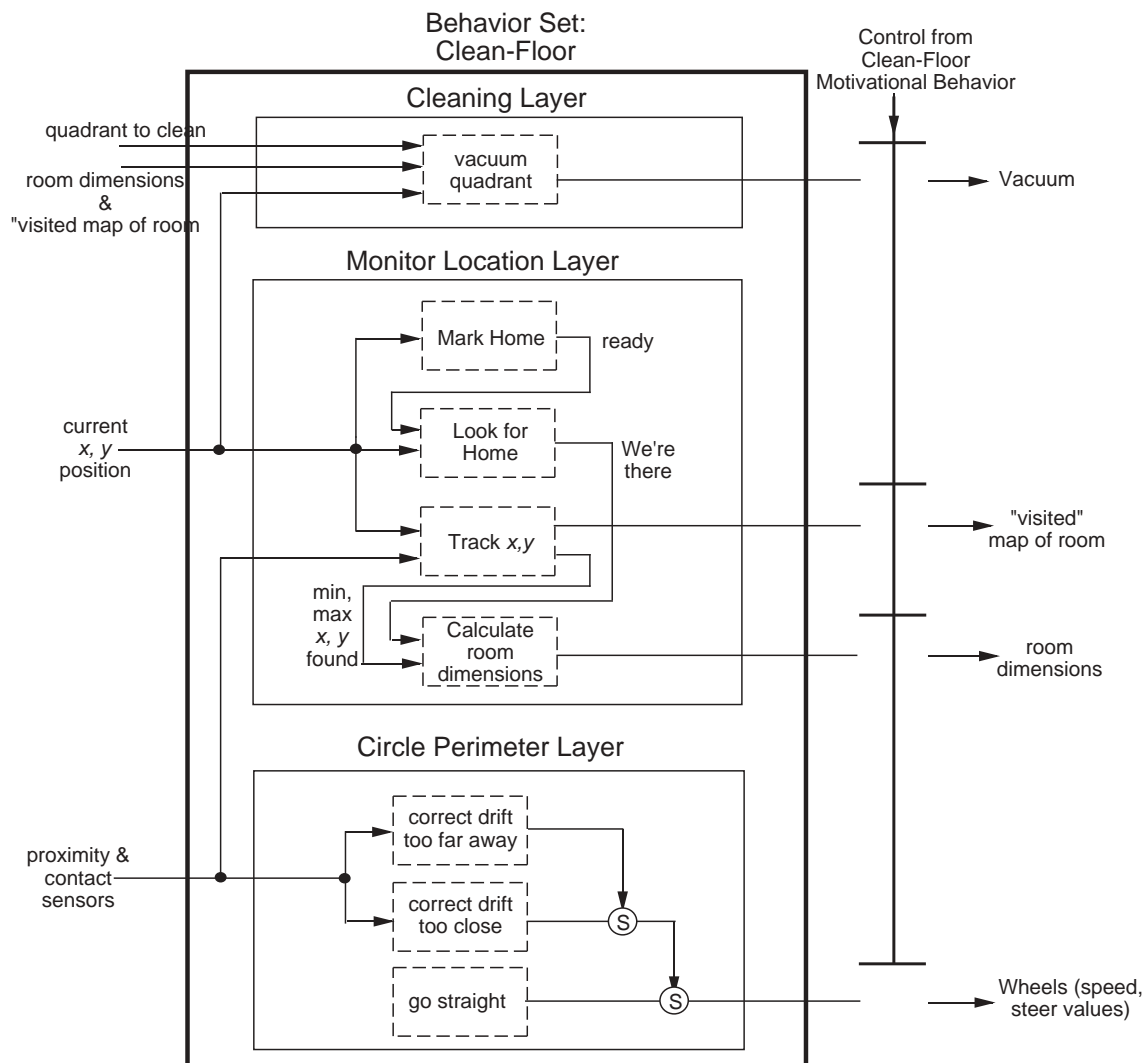 Behavior Set:
Clean-Floor
Control from
Clean-Floor
Motivational Behavior
Cleaning Layer
quadrant to clean
room dimensions
&
"visited map of room
vacuum
quadrant
Vacuum
Monitor Location Layer
Mark Home
ready
current
x, y
position
Look for
Home
We're
there
Track x,y
"visited"
map of room
min,
max
x, y
found
Calculate
room
dimensions
room
dimensions
Circle Perimeter Layer
correct drift
too far away
proximity &
contact
sensors
correct drift
too close
S
go straight
S
Wheels (speed,
steer values)